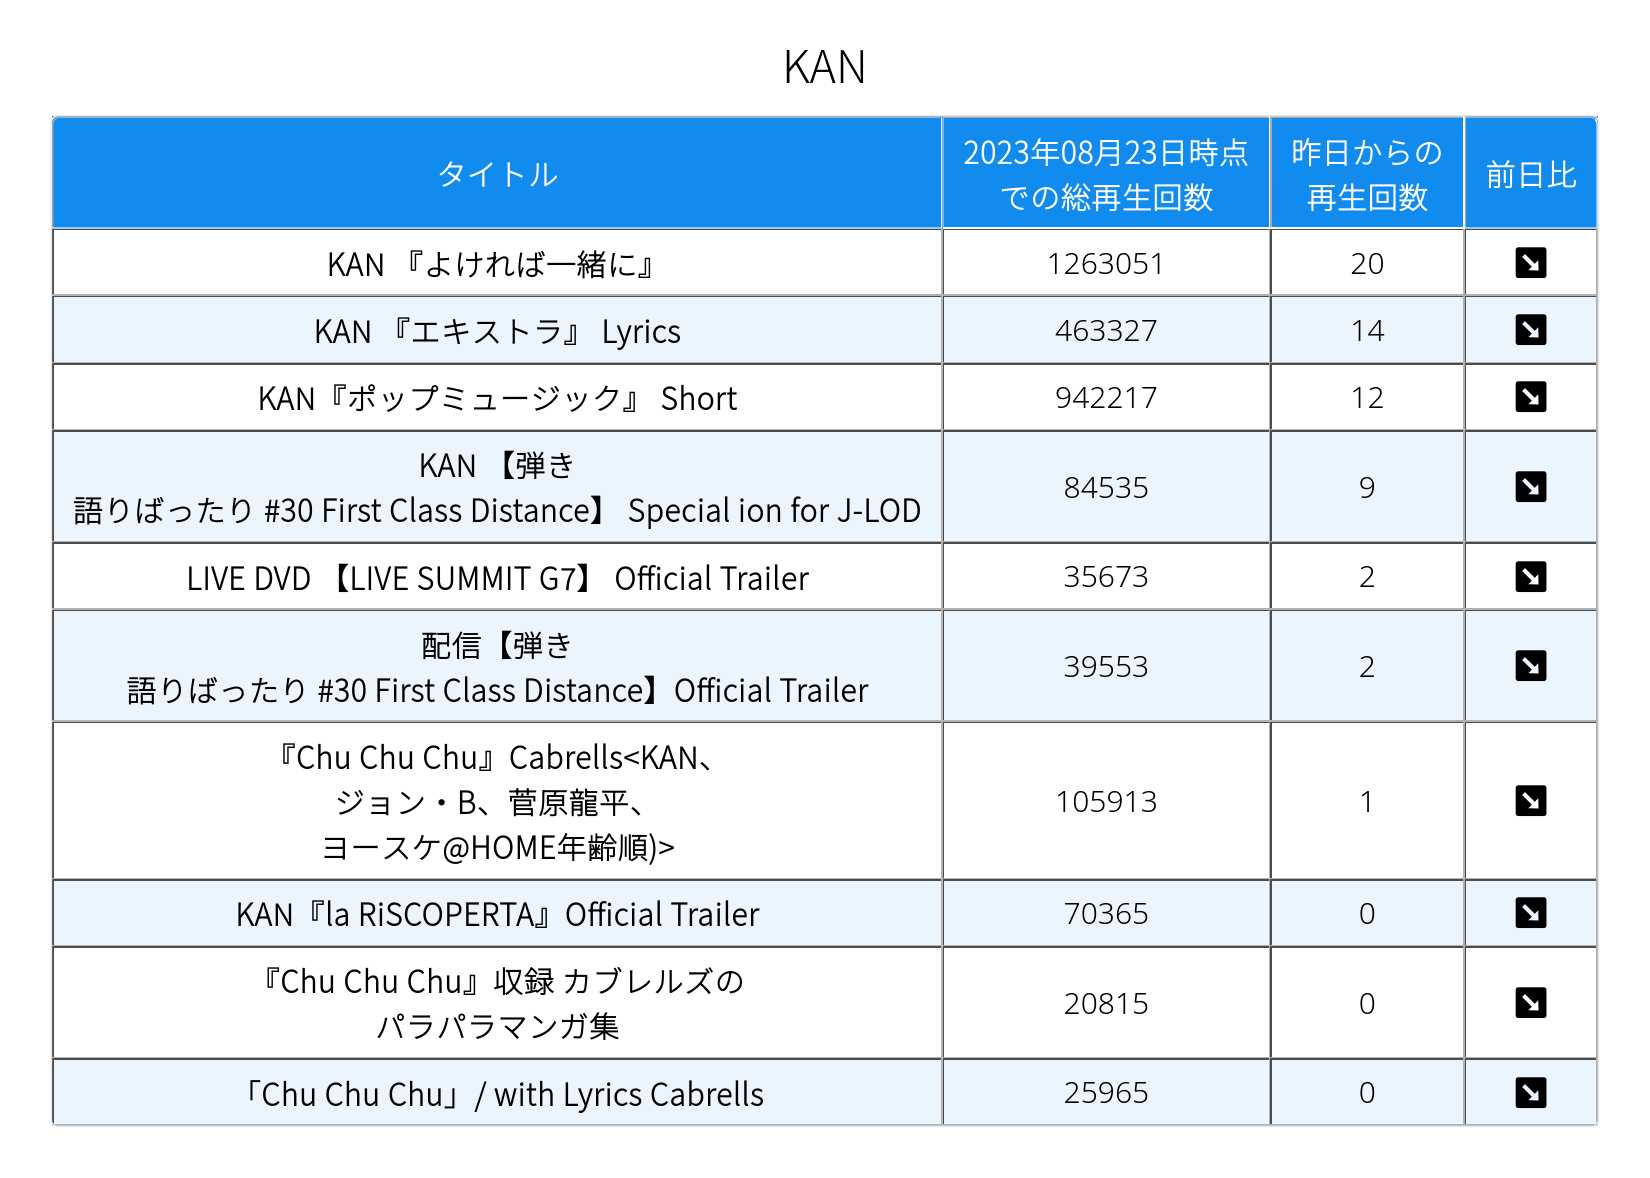 KAN
タイトル
2023年08月23日時点
での総再生回数
昨日からの
再生回数
前日比
KAN 『よければ一緒に』
1263051
20
KAN 『エキストラ』 Lyrics
463327
14
KAN『ポップミュージック』 Short
942217
12
KAN 【弾き
語りばったり #30 First Class Distance】 Special ion for J-LOD
84535
9
LIVE DVD 【LIVE SUMMIT G7】 Official Trailer
35673
2
配信【弾き
語りばったり #30 First Class Distance】Official Trailer
39553
2
『Chu Chu Chu』Cabrells<KAN、
ジョン・B、菅原龍平、
ヨースケ@HOME年齢順)>
105913
1
KAN『la RiSCOPERTA』Official Trailer
70365
0
『Chu Chu Chu』収録 カブレルズの
パラパラマンガ集
20815
0
「Chu Chu Chu」/ with Lyrics Cabrells
25965
0